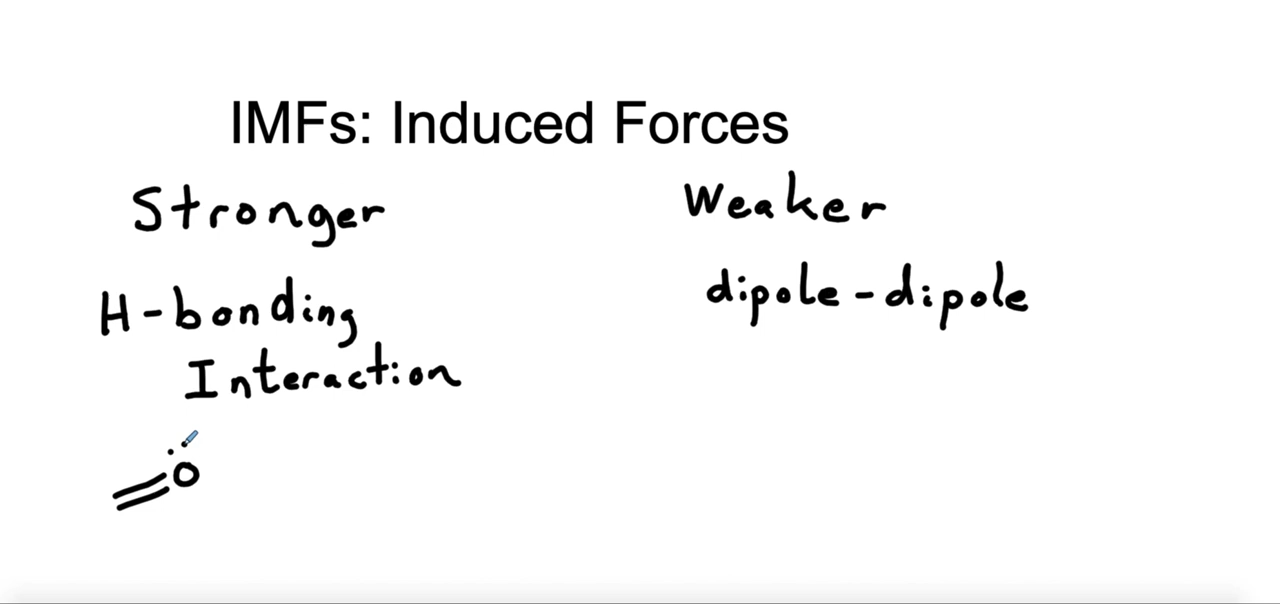 IMFs: Induced Forces
Stronger
Weaker
H-bonding
Interaction
dipole-dipole
=O